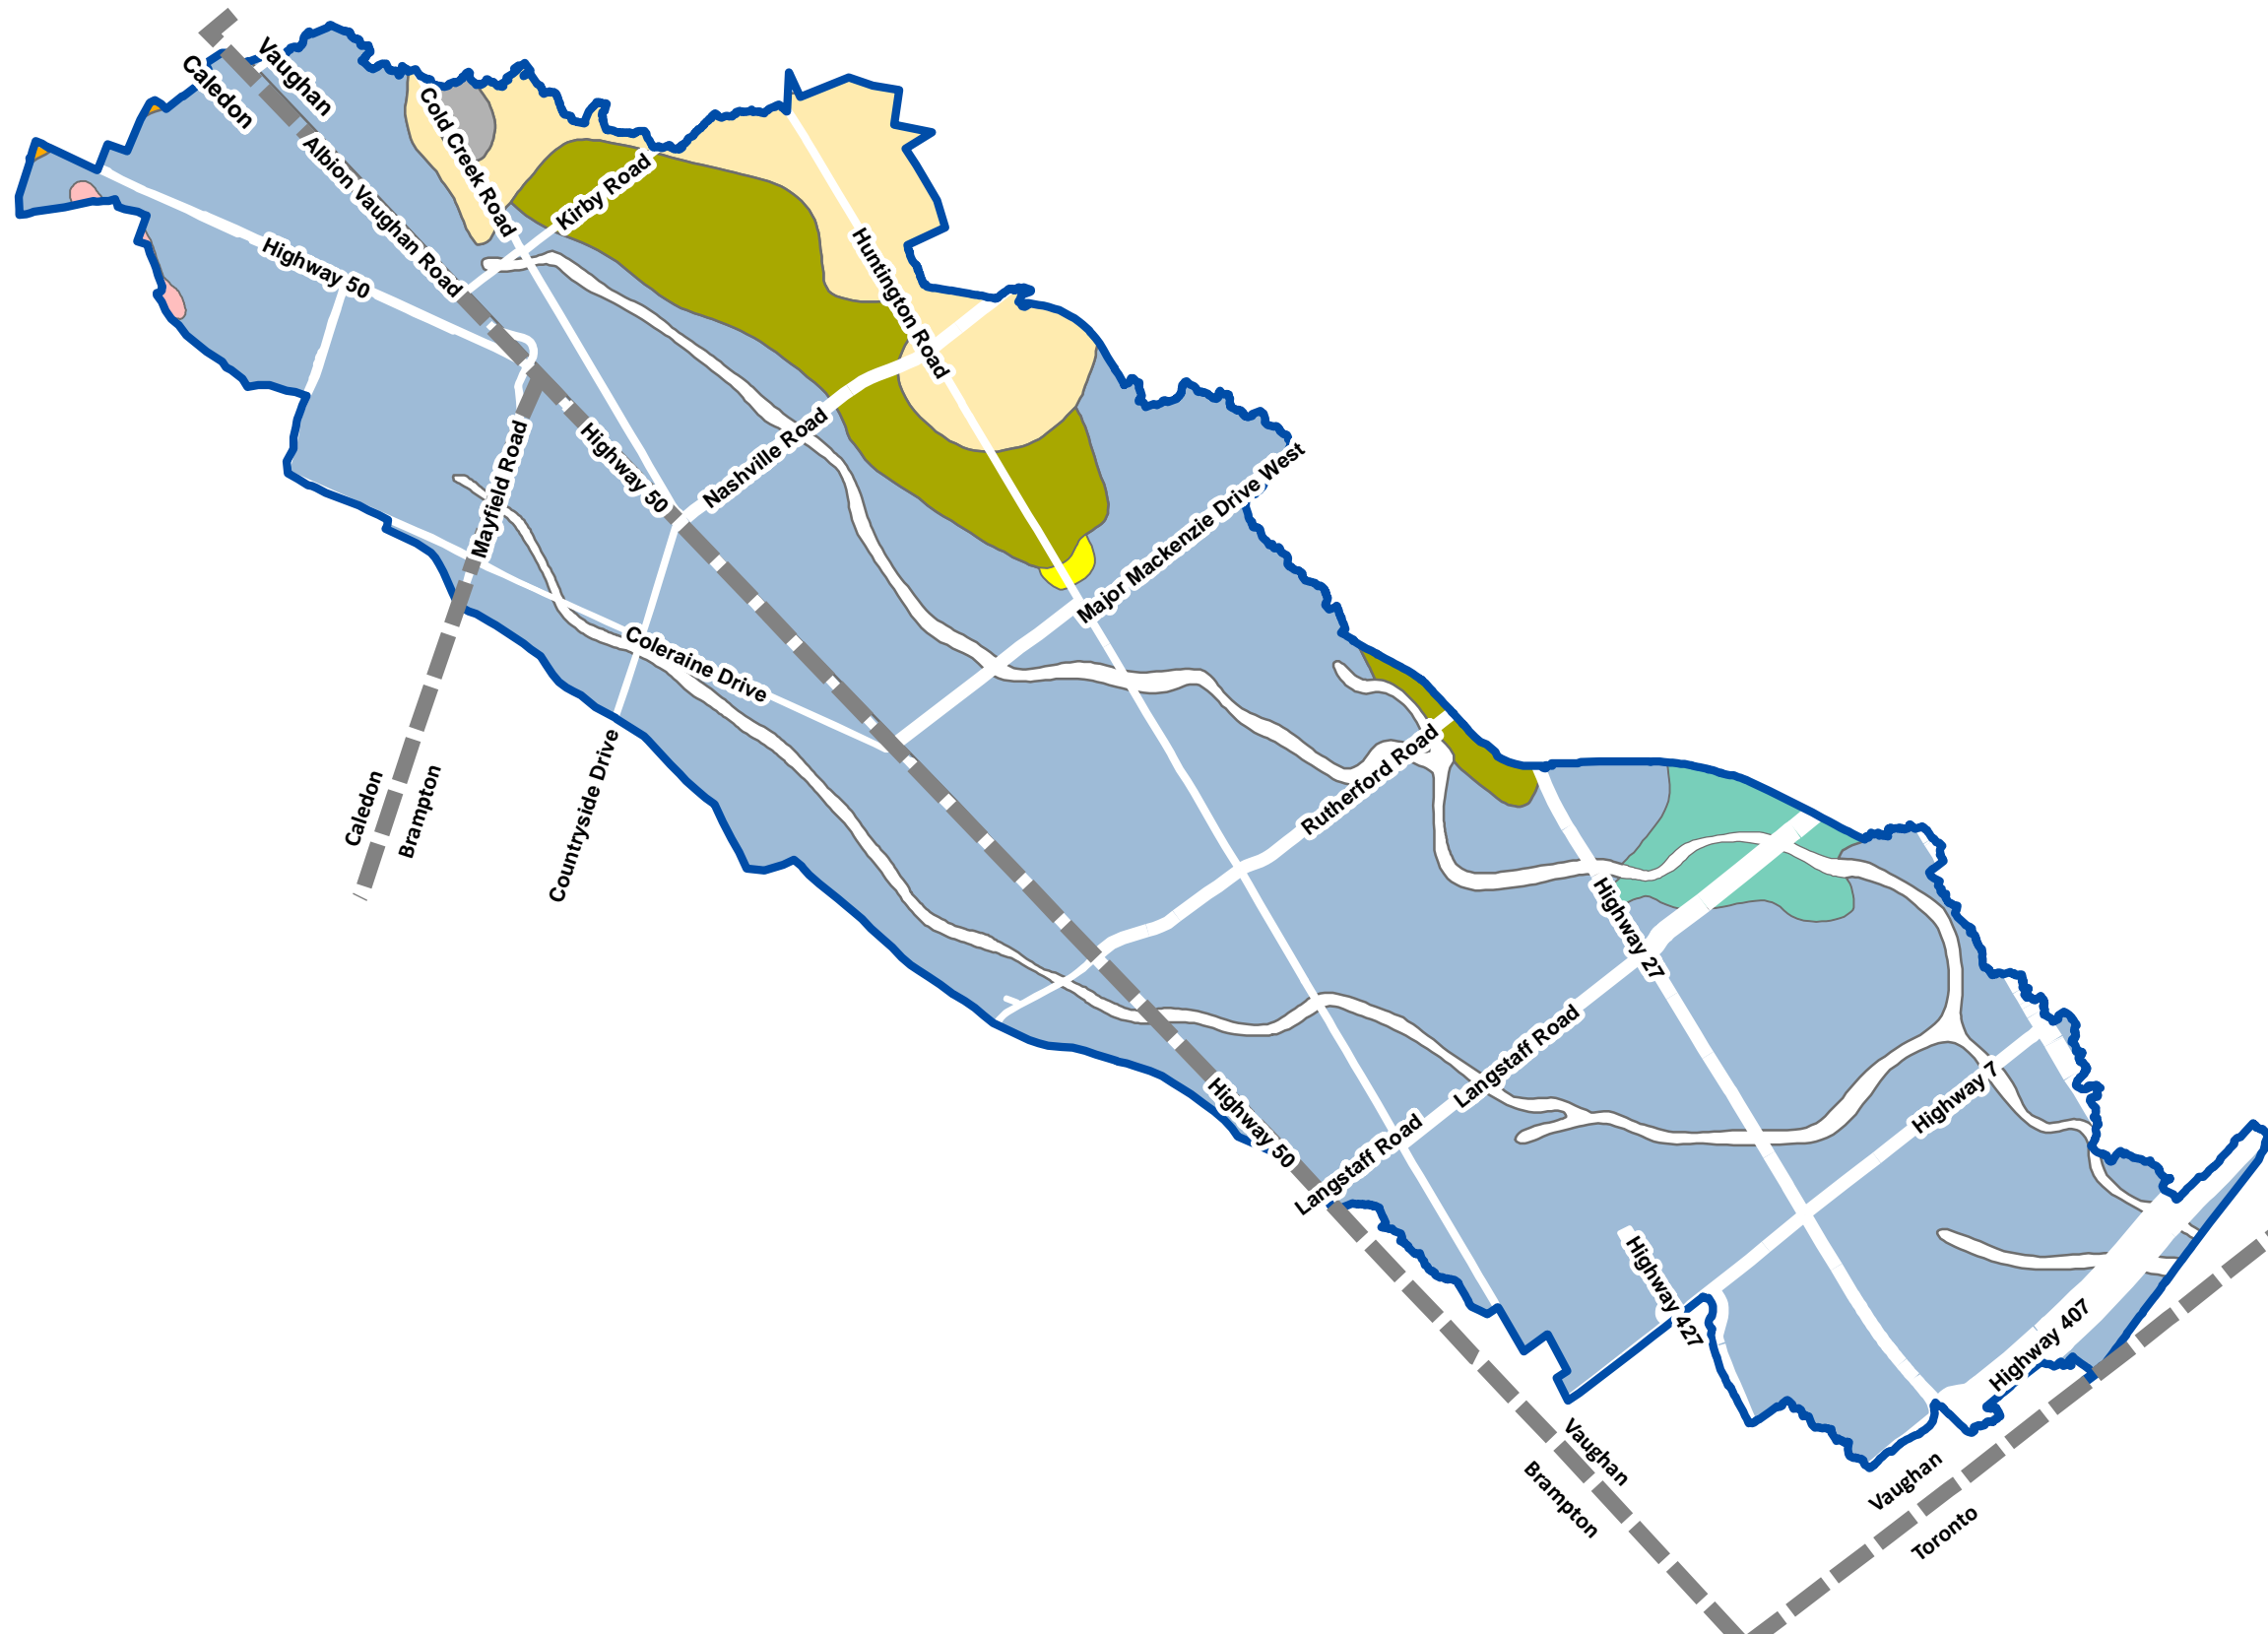 Vaughan
Caledon
Cold Creek Road
Albion Vaughan Road
Kirby Road
Highway 50
Huntington Road
Mayfield Road
Highway 50
Nashville Road
Major Mackenzie Drive West
Coleraine Drive
Countryside Drive
Caledon
Brampton
Rutherford Road
Highway 27
Langstaff Road
Highway 50
Langstaff Road
Highway 7
Highway 427
Highway 407
Vaughan
Brampton
Vaughan
Toronto